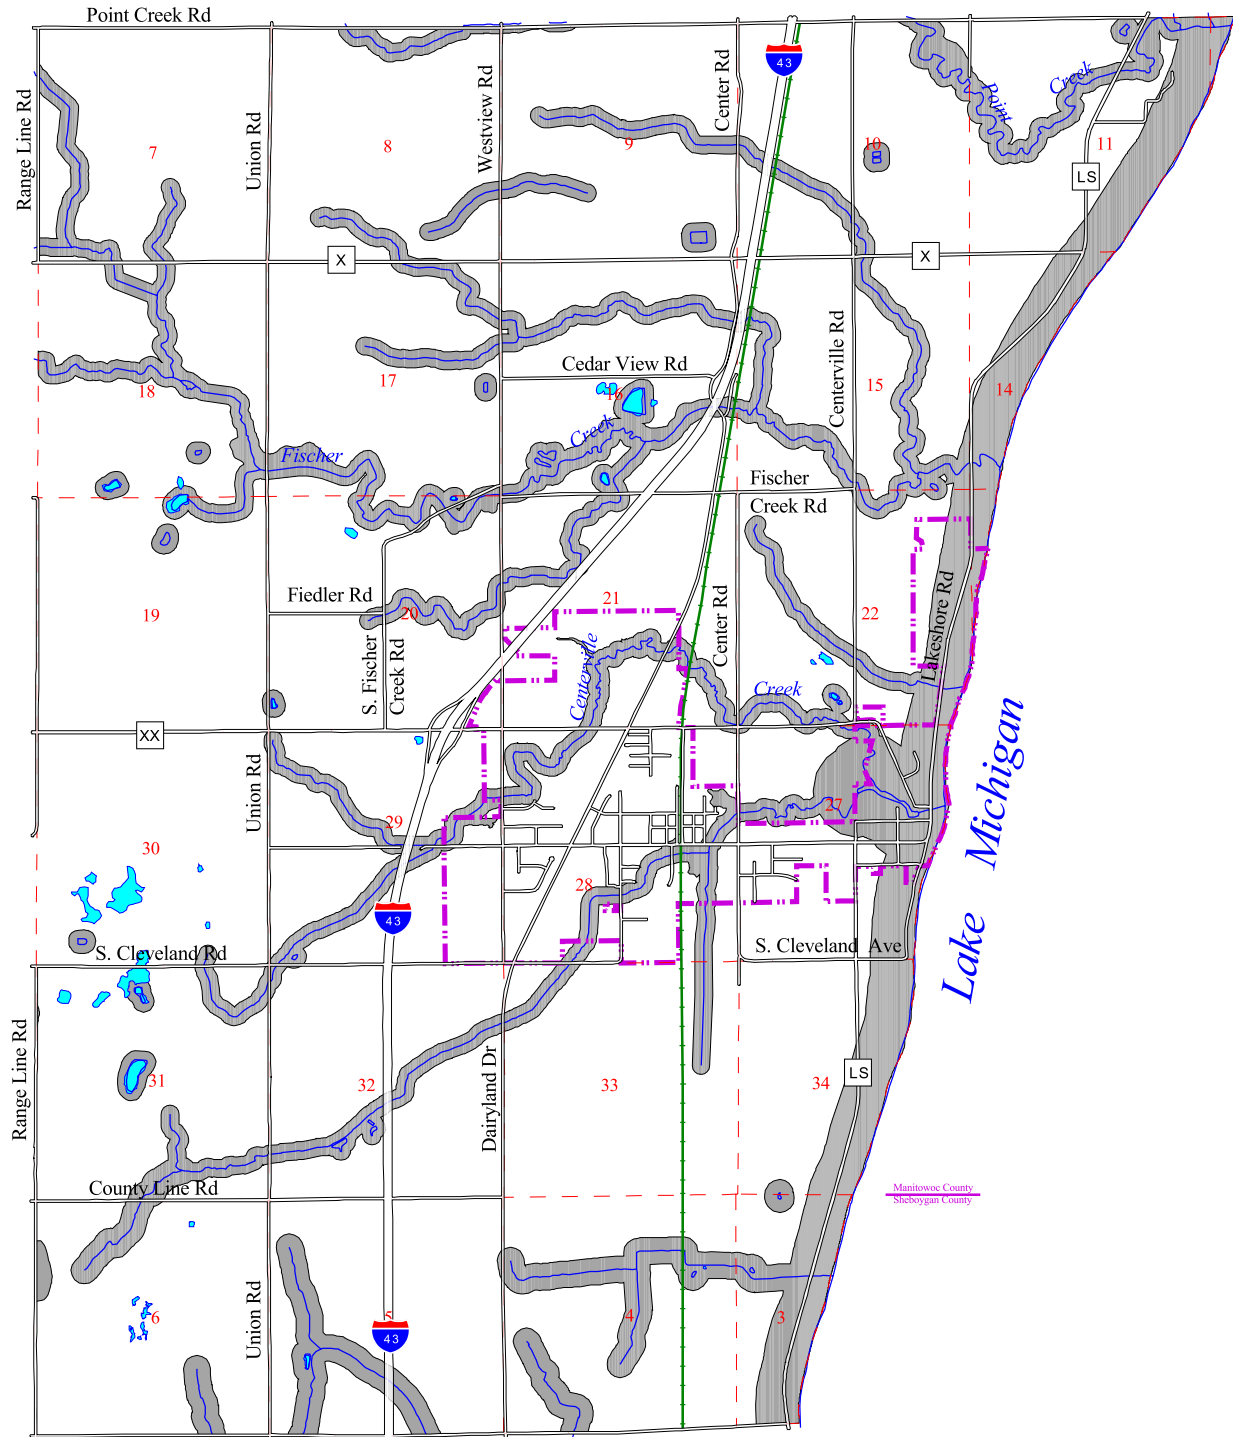 Point Creek Rd
Range Line Rd
Union Rd
Westview Rd
Center Rd
43
Point
Creek
7
8
9
10
11
LS
X
X
Cedar View Rd
Centerville Rd
18
17
16
15
14
Fischer
Creek
Fischer
Creek Rd
Fiedler Rd
19
20
21
22
S. Fischer
Creek Rd
Centerville
Center Rd
Creek
Lakeshore Rd
XX
Union Rd
Lake Michigan
30
29
28
27
43
S. Cleveland Rd
S. Cleveland Ave
Range Line Rd
31
32
Dairyland Dr
33
34
LS
County Line Rd
Manitowoc County
Sheboygan County
Union Rd
6
5
4
3
43